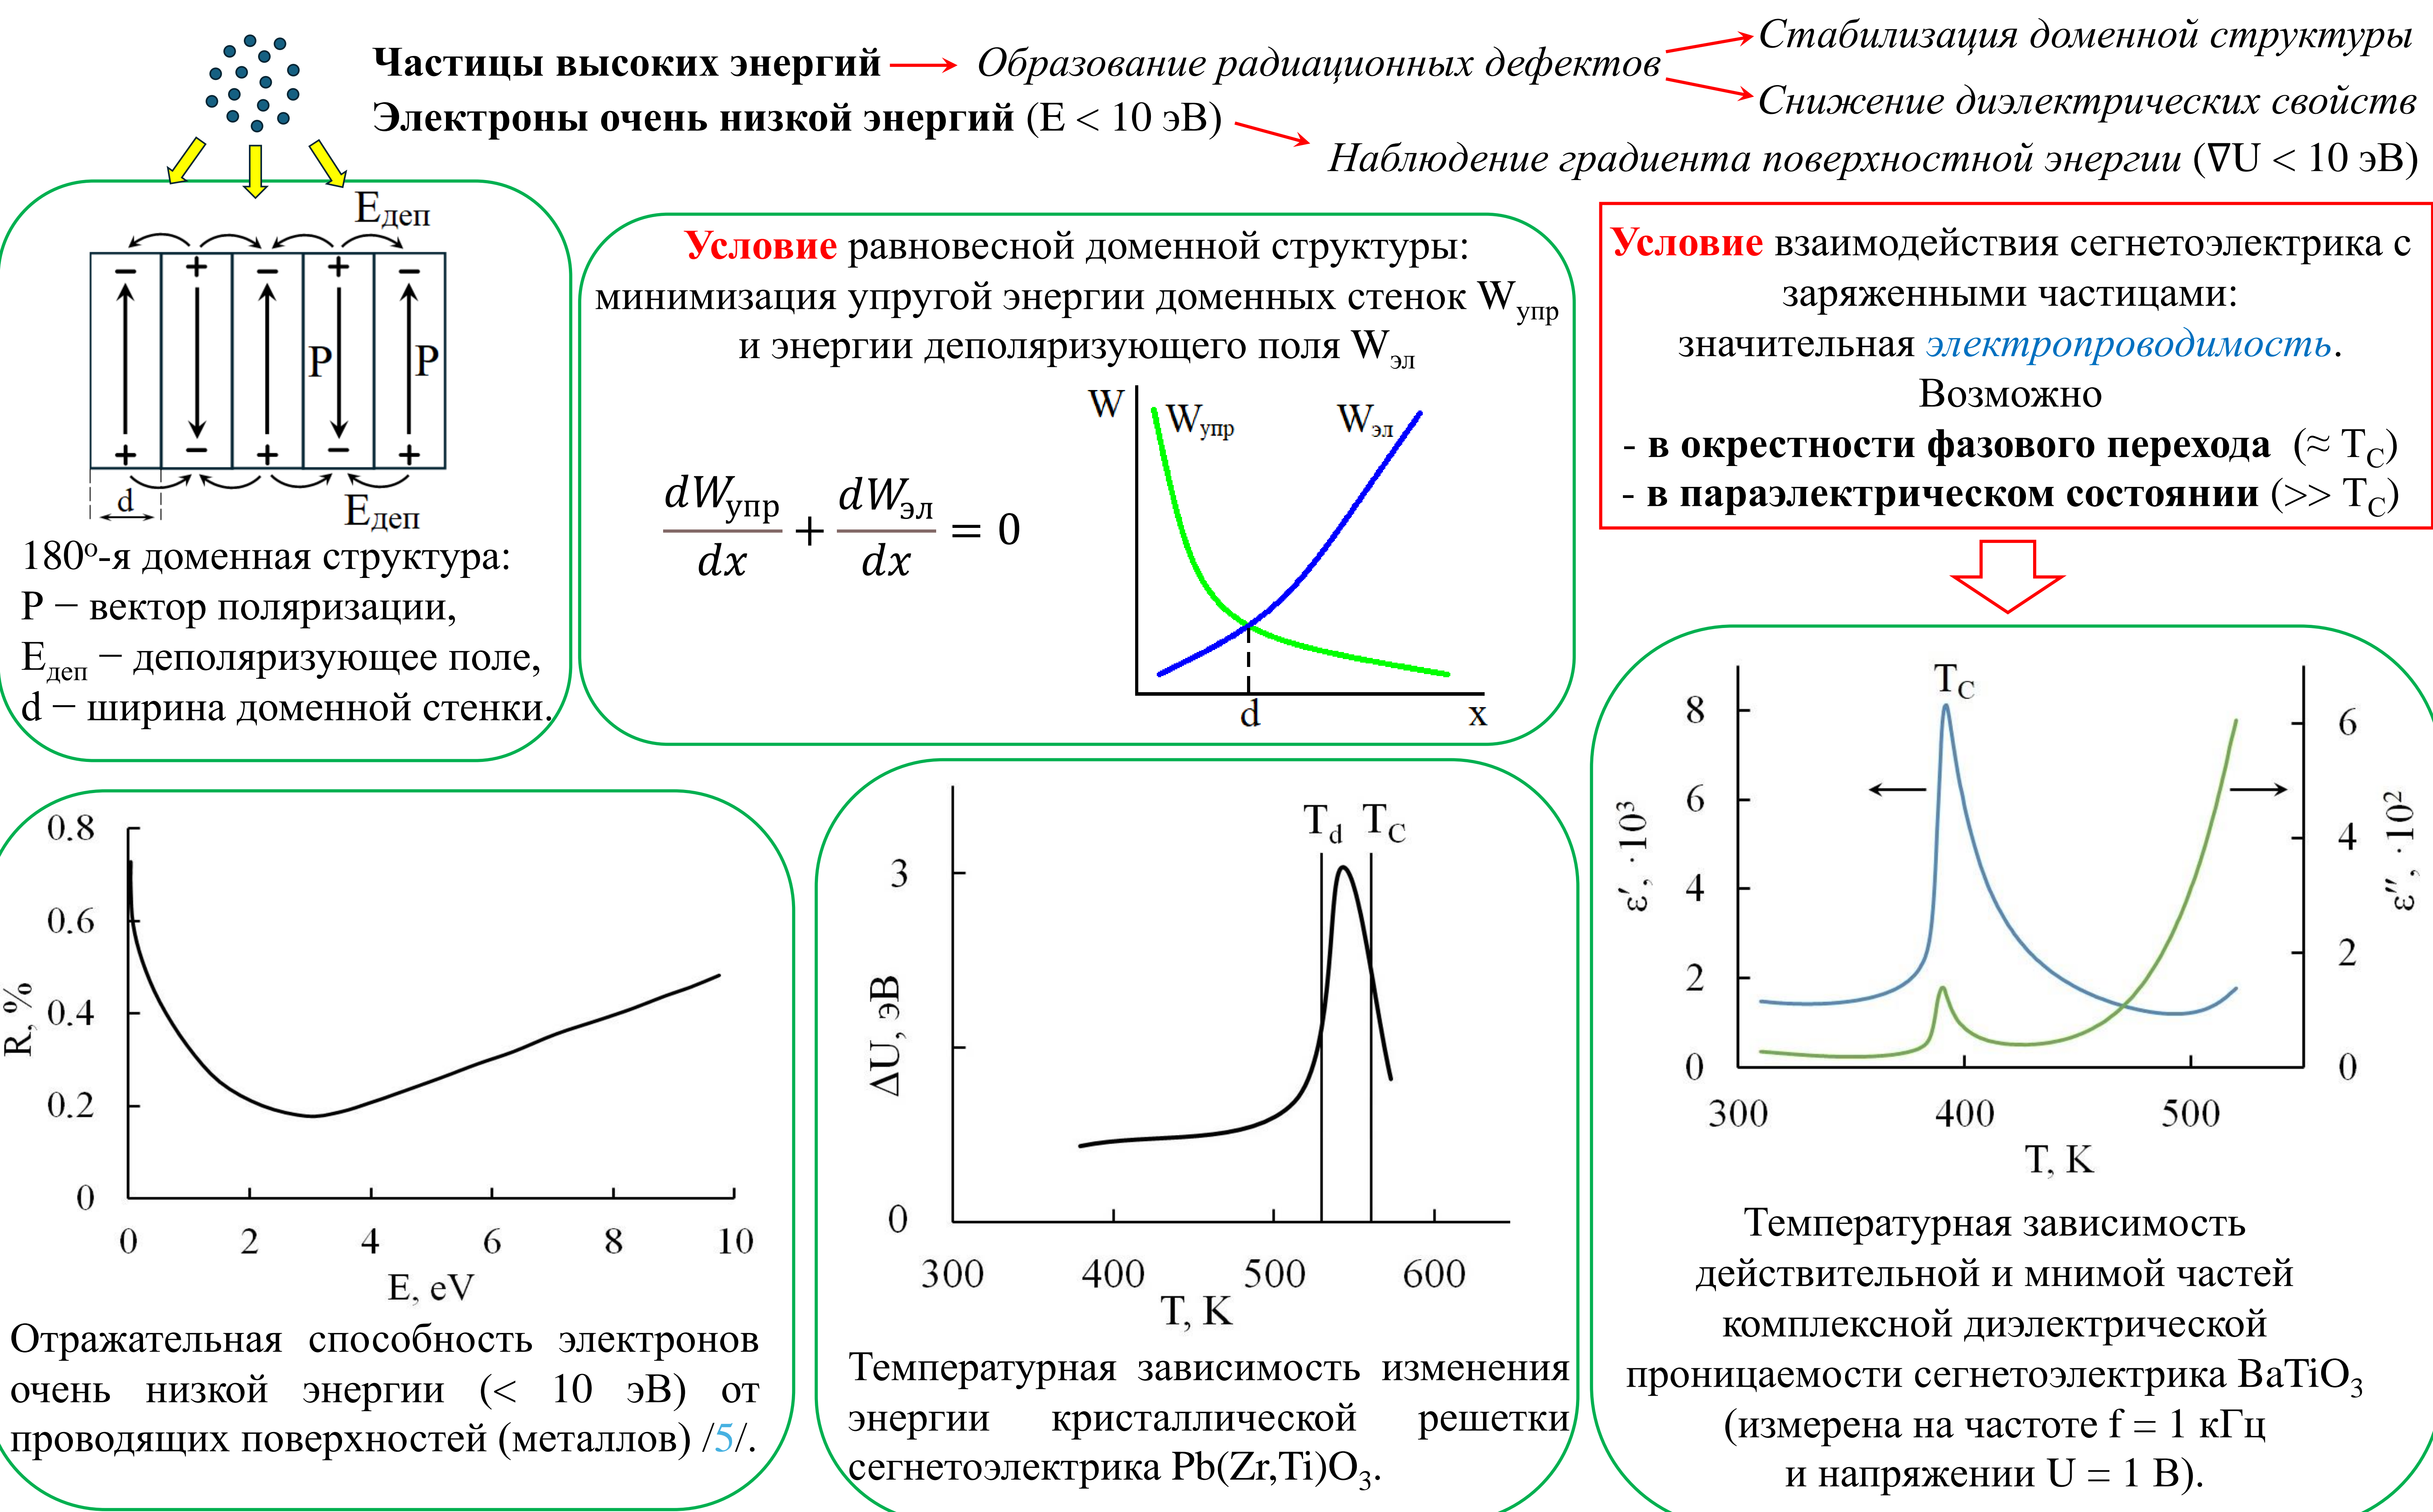 Частицы высоких энергий
Образование радиационных дефектов
Стабилизация доменной структуры
Снижение диэлектрических свойств
Электроны очень низкой энергий (E < 10 эВ)
Наблюдение градиента поверхностной энергии (∇U < 10 эВ)
Eдеп
− + − + −
P P
+ − + − +
d
Eдеп
180º-я доменная структура:
P − вектор поляризации,
Eдеп − деполяризующее поле,
d − ширина доменной стенки.
Условие равновесной доменной структуры:
минимизация упругой энергии доменных стенок Wупр
и энергии деполяризующего поля Wэл
dWупр/dx + dWэл/dx = 0
W
Wупр
Wэл
d
x
Условие взаимодействия сегнетоэлектрика с
заряженными частицами:
значительная электропроводимость.
Возможно
- в окрестности фазового перехода (≈ TC)
- в параэлектрическом состоянии (>> TC)
0.8
0.6
0.4
0.2
0
R, %
0 2 4 6 8 10
E, eV
Отражательная способность электронов
очень низкой энергии (< 10 эВ) от
проводящих поверхностей (металлов) /5/.
Td TC
3
0
ΔU, эВ
300 400 500 600
T, K
Температурная зависимость изменения
энергии кристаллической решетки
сегнетоэлектрика Pb(Zr,Ti)O3.
TC
8
6
4
2
0
ε′, ·10³
6
4
2
0
ε″, ·10²
300 400 500
T, K
Температурная зависимость
действительной и мнимой частей
комплексной диэлектрической
проницаемости сегнетоэлектрика BaTiO3
(измерена на частоте f = 1 кГц
и напряжении U = 1 В).